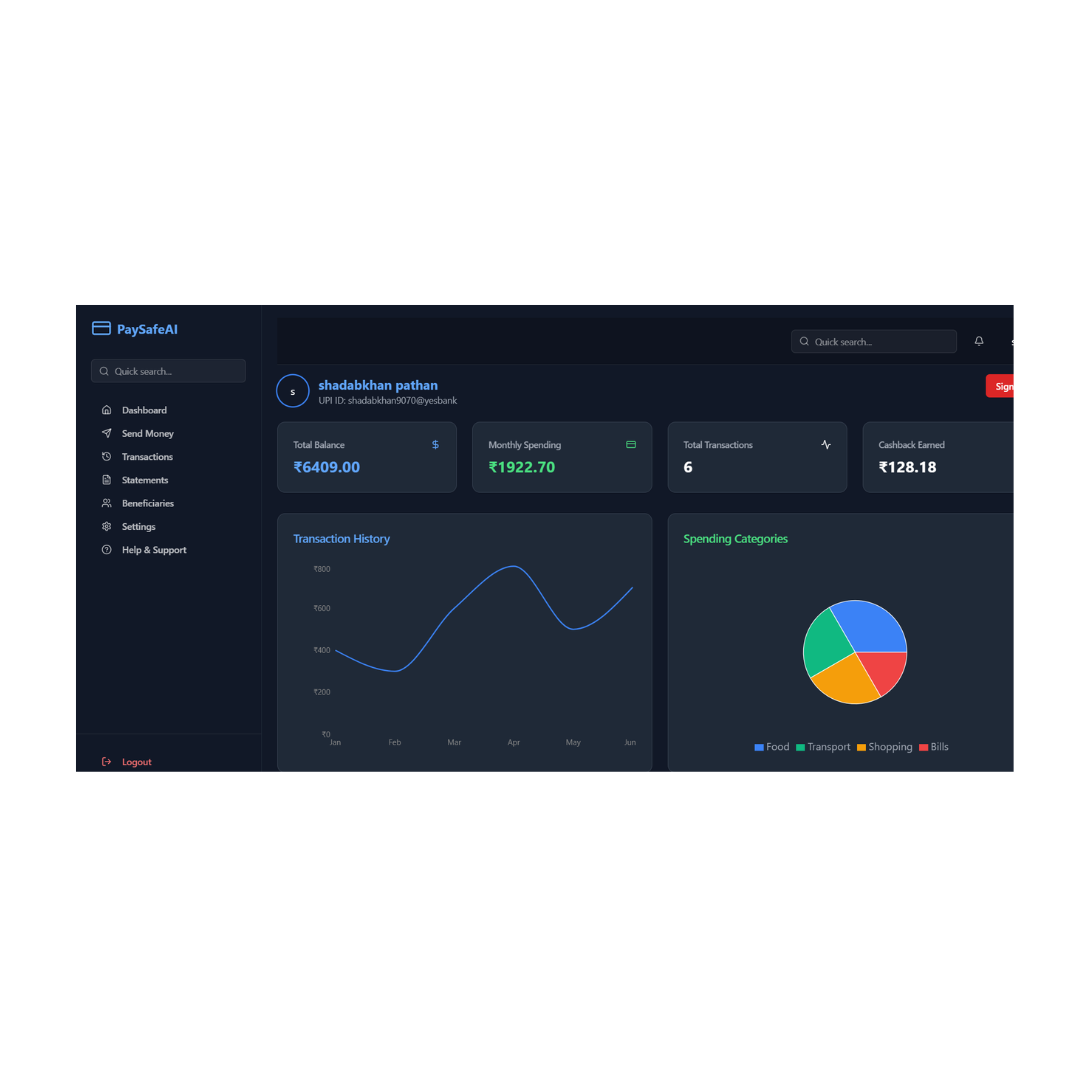 PaySafeAI
Quick search...
Dashboard
Send Money
Transactions
Statements
Beneficiaries
Settings
Help & Support
Logout
Quick search...
s
s
shadabkhan pathan
UPI ID: shadabkhan9070@yesbank
Sign
Total Balance
$
₹6409.00
Monthly Spending
₹1922.70
Total Transactions
6
Cashback Earned
₹128.18
Transaction History
₹800
₹600
₹400
₹200
₹0
Jan Feb Mar Apr May Jun
Spending Categories
Food Transport Shopping Bills